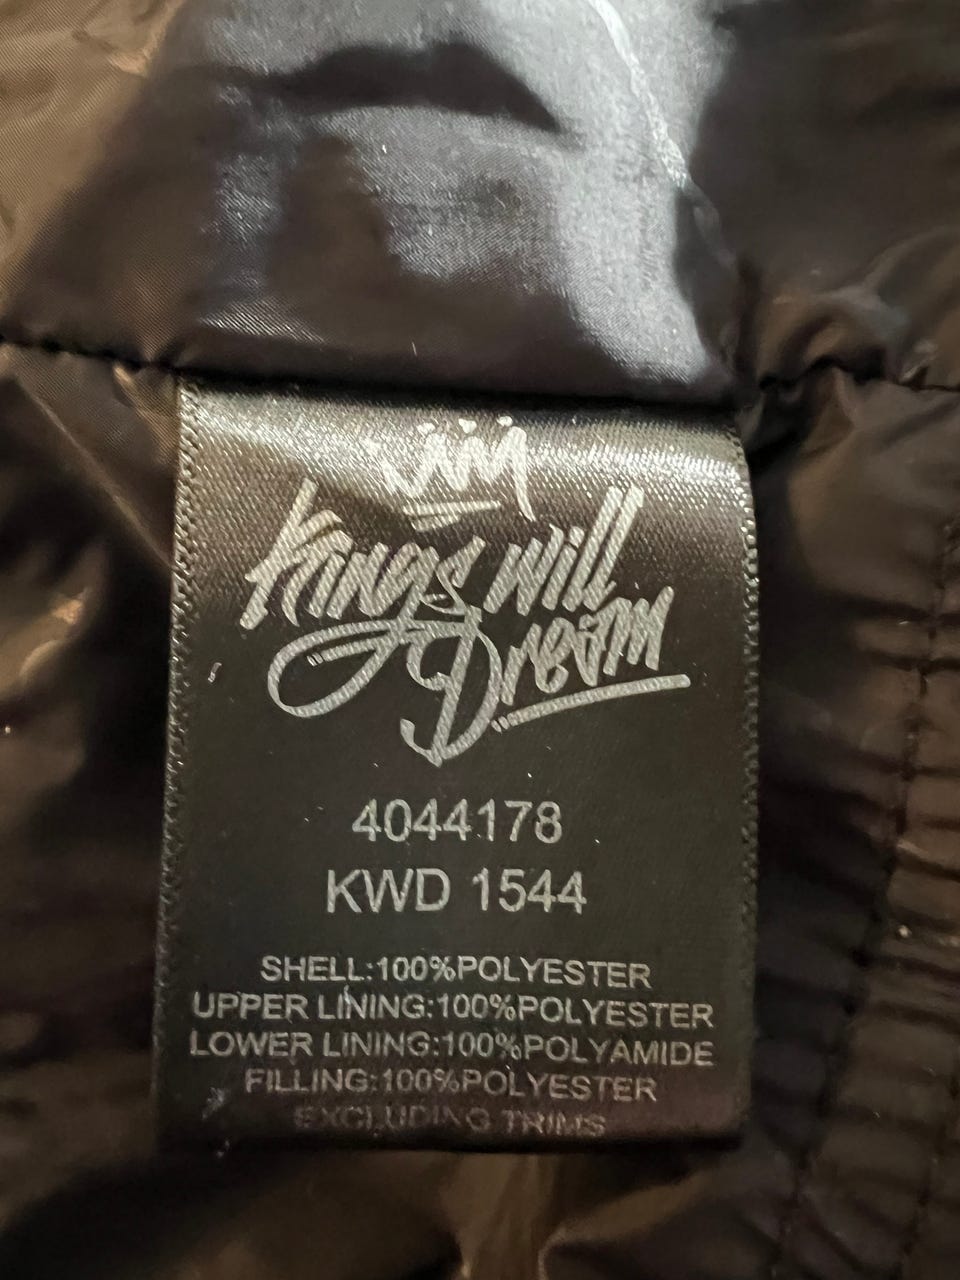 Kings Will
Dream
4044178
KWD 1544
SHELL:100%POLYESTER
UPPER LINING:100%POLYESTER
LOWER LINING:100%POLYAMIDE
FILLING:100%POLYESTER
EXCLUDING TRIMS